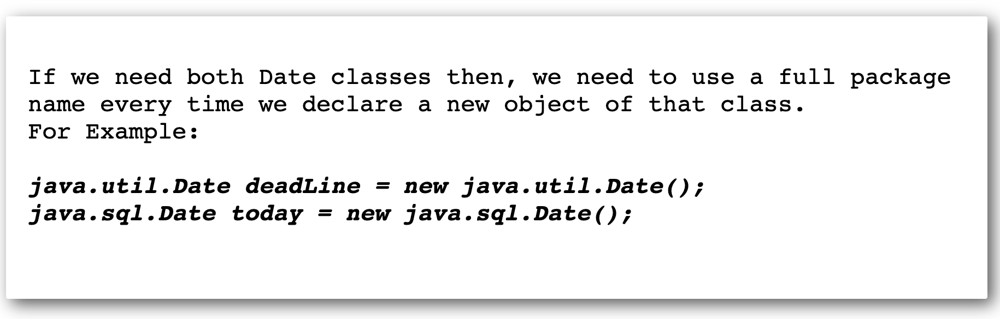 If we need both Date classes then, we need to use a full package
name every time we declare a new object of that class.
For Example:
java.util.Date deadLine = new java.util.Date();
java.sql.Date today = new java.sql.Date();